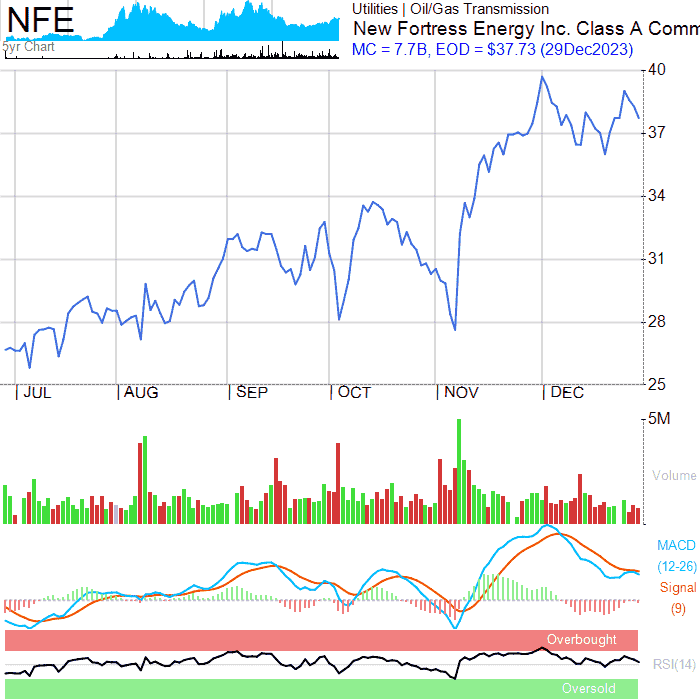 NFE
5yr Chart
Utilities | Oil/Gas Transmission
New Fortress Energy Inc. Class A Comm
MC = 7.7B, EOD = $37.73 (29Dec2023)
40
37
34
31
28
25
JUL AUG SEP OCT NOV DEC
5M
Volume
MACD
(12-26)
Signal
(9)
Overbought
RSI(14)
Oversold